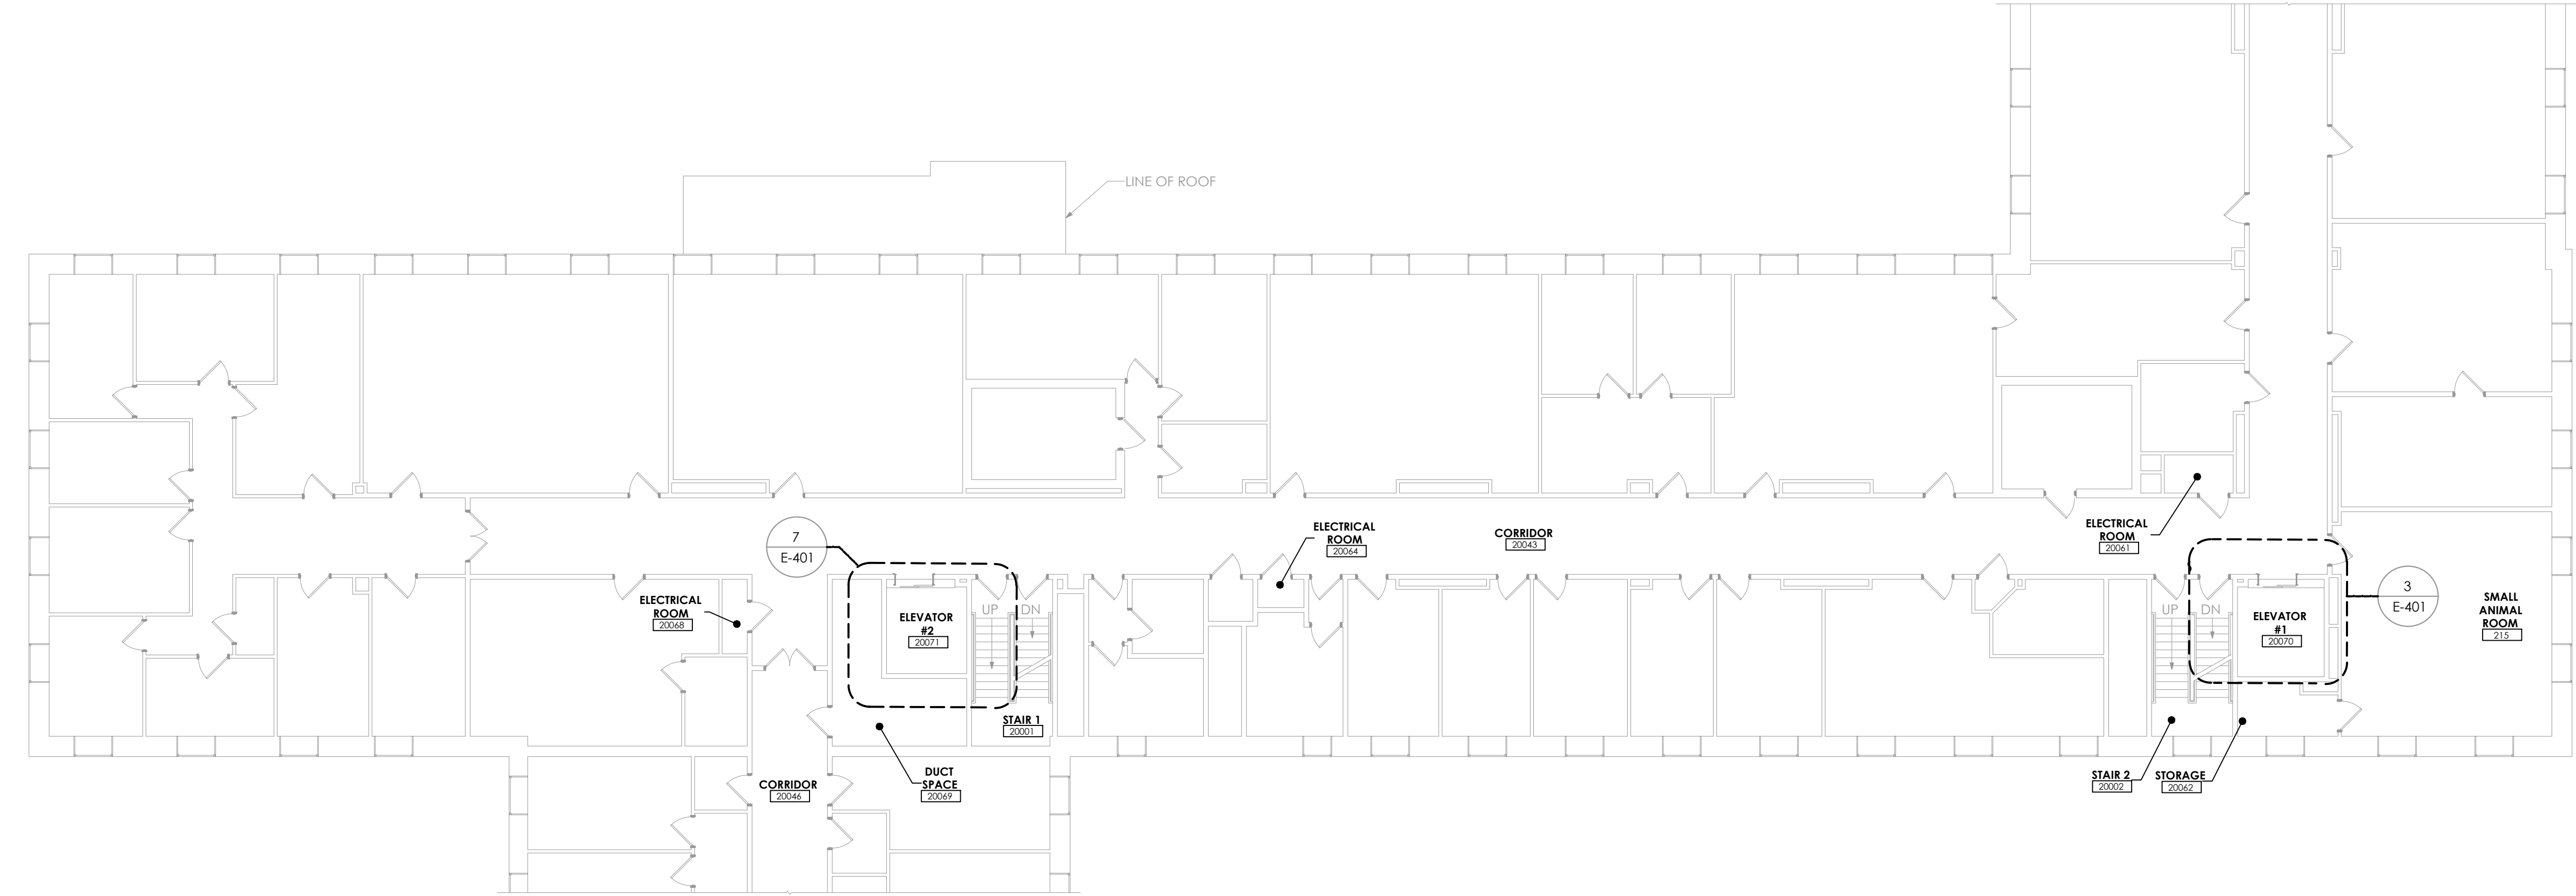 LINE OF ROOF
7
E-401
ELECTRICAL
ROOM
20064
CORRIDOR
20043
ELECTRICAL
ROOM
20061
ELECTRICAL
ROOM
20068
ELEVATOR
#2
20071
UP
DN
UP
DN
ELEVATOR
#1
20070
3
E-401
SMALL
ANIMAL
ROOM
215
STAIR 1
20001
DUCT
SPACE
20069
CORRIDOR
20046
STAIR 2
20002
STORAGE
20062